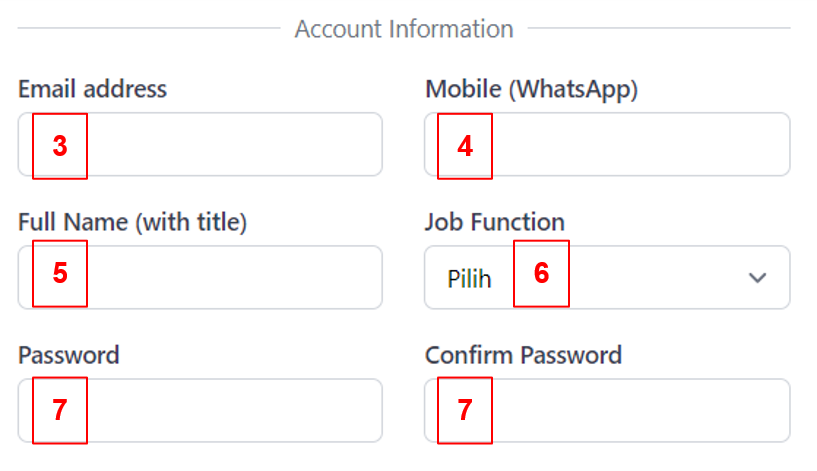 Account Information
Email address
Mobile (WhatsApp)
3
4
Full Name (with title)
Job Function
5
Pilih
6
Password
Confirm Password
7
7